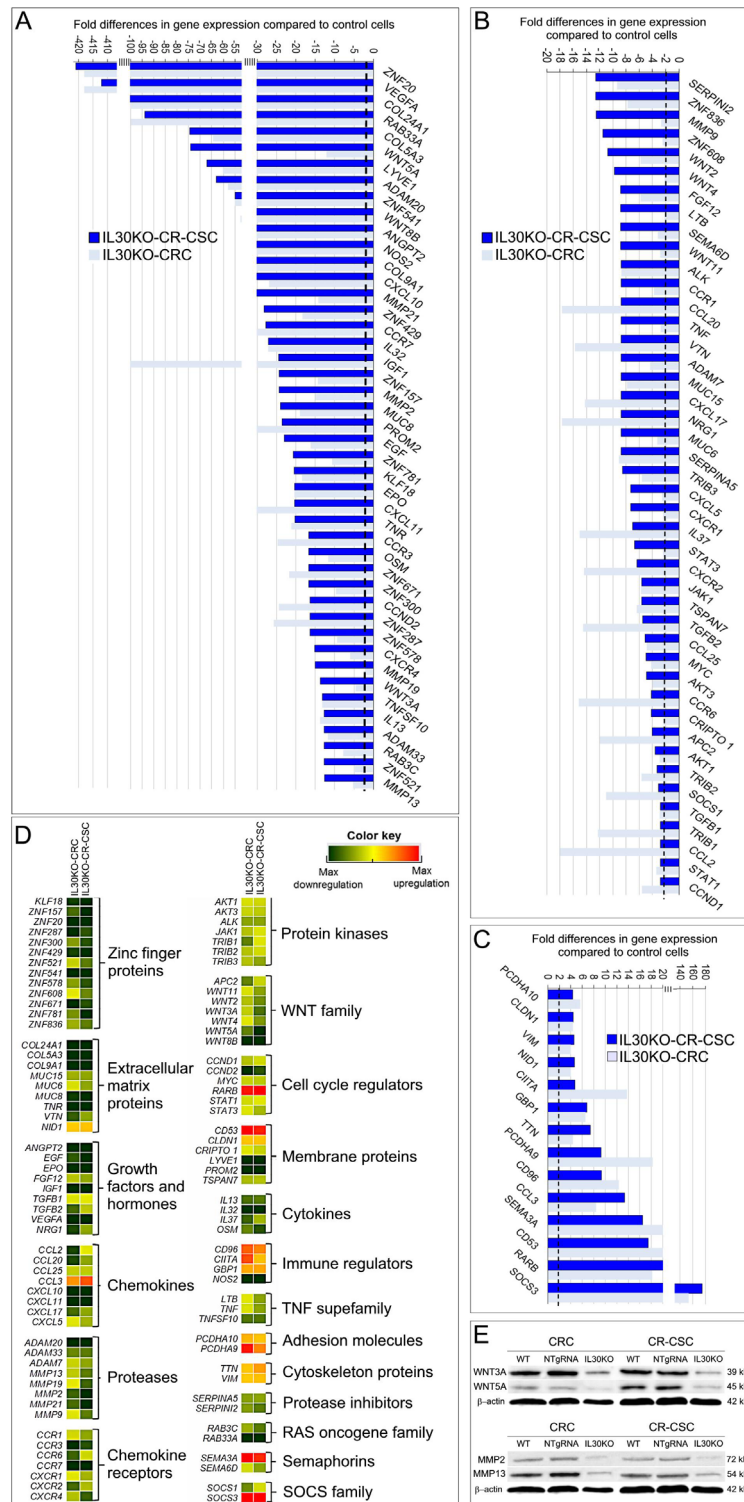 A
Fold differences in gene expression compared to control cells
-420
-410
-100
-95
-90
-85
-80
-75
-70
-65
-60
-55
-30
-25
-20
-15
-10
-5
0
ZNF20
VEGFA
COL24A1
RAB33A
COL5A3
WNT5A
LYVE1
ADAM20
ZNF541
WNT8B
ANGPT2
NOS2
COL9A1
CXCL10
MMP21
ZNF429
CCR7
IL32
IGF1
ZNF157
MMP2
MUC8
PROM2
EGF
ZNF781
KLF18
EPO
CXCL11
TNR
CCR3
OSM
ZNF671
ZNF300
CCND2
ZNF287
ZNF578
CXCR4
MMP19
WNT3A
TNFSF10
IL13
ADAM33
RAB3C
ZNF521
MMP13
IL30KO-CR-CSC
IL30KO-CRC
B
Fold differences in gene expression
compared to control cells
-20
-18
-16
-14
-12
-10
-8
-6
-4
-2
0
SERPINI2
ZNF836
MMP9
ZNF608
WNT2
WNT4
FGF12
LTB
SEMA6D
WNT11
ALK
CCR1
CCL20
TNF
VTN
ADAM7
MUC15
CXCL17
NRG1
MUC6
SERPINA5
TRIB3
CXCL5
CXCR1
IL37
STAT3
CXCR2
JAK1
TSPAN7
TGFB2
CCL25
MYC
AKT3
CCR6
CRIPTO 1
APC2
AKT1
TRIB2
SOCS1
TGFB1
TRIB1
CCL2
STAT1
CCND1
IL30KO-CR-CSC
IL30KO-CRC
C
Fold differences in gene expression
compared to control cells
0
2
4
6
8
10
12
14
16
18
20
140
160
180
PCDHA10
CLDN1
VIM
NID1
CIITA
GBP1
TTN
PCDHA9
CD96
CCL3
SEMA3A
CD53
RARB
SOCS3
IL30KO-CR-CSC
IL30KO-CRC
D
IL30KO-CRC
IL30KO-CR-CSC
IL30KO-CRC
IL30KO-CR-CSC
Color key
Max
downregulation
Max
upregulation
KLF18
ZNF157
ZNF20
ZNF287
ZNF300
ZNF429
ZNF521
ZNF541
ZNF578
ZNF608
ZNF671
ZNF781
ZNF836
Zinc finger
proteins
COL24A1
COL5A3
COL9A1
MUC15
MUC6
MUC8
TNR
VTN
NID1
Extracellular
matrix
proteins
ANGPT2
EGF
EPO
FGF12
IGF1
TGFB1
TGFB2
VEGFA
NRG1
Growth
factors and
hormones
CCL2
CCL20
CCL25
CCL3
CXCL10
CXCL11
CXCL17
CXCL5
Chemokines
ADAM20
ADAM33
ADAM7
MMP13
MMP19
MMP2
MMP21
MMP9
Proteases
CCR1
CCR3
CCR6
CCR7
CXCR1
CXCR2
CXCR4
Chemokine
receptors
AKT1
AKT3
ALK
JAK1
TRIB1
TRIB2
TRIB3
Protein kinases
APC2
WNT11
WNT2
WNT3A
WNT4
WNT5A
WNT8B
WNT family
CCND1
CCND2
MYC
RARB
STAT1
STAT3
Cell cycle regulators
CD53
CLDN1
CRIPTO 1
LYVE1
PROM2
TSPAN7
Membrane proteins
IL13
IL32
IL37
OSM
Cytokines
CD96
CIITA
GBP1
NOS2
Immune regulators
LTB
TNF
TNFSF10
TNF supefamily
PCDHA10
PCDHA9
Adhesion molecules
TTN
VIM
Cytoskeleton proteins
SERPINA5
SERPINI2
Protease inhibitors
RAB3C
RAB33A
RAS oncogene family
SEMA3A
SEMA6D
Semaphorins
SOCS1
SOCS3
SOCS family
E
CRC CR-CSC
WT NTgRNA IL30KO WT NTgRNA IL30KO
WNT3A 39 k
WNT5A 45 k
β-actin 42 k
CRC CR-CSC
WT NTgRNA IL30KO WT NTgRNA IL30KO
MMP2 72 k
MMP13 54 k
β-actin 42 k